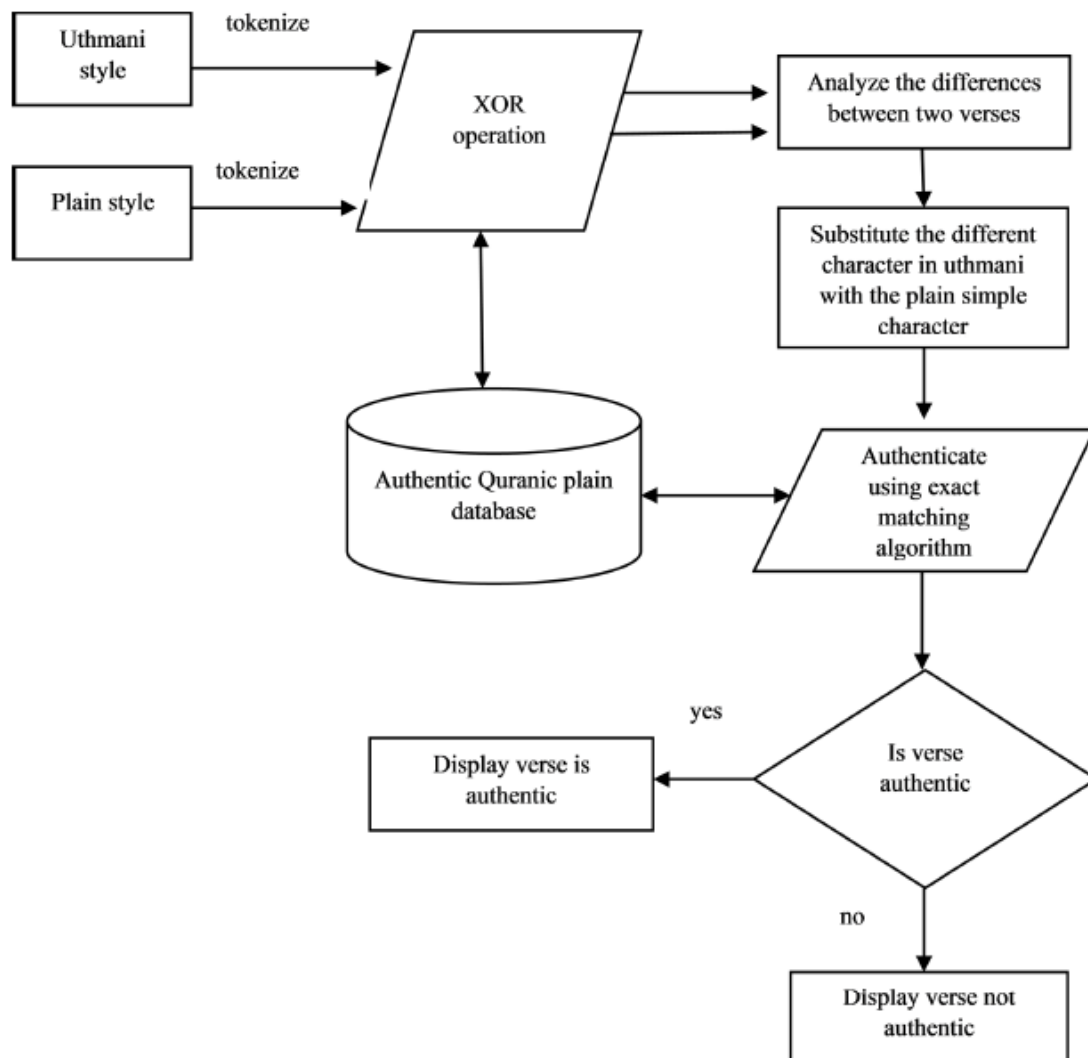 Uthmani
style
tokenize
XOR
operation
Analyze the differences
between two verses
Plain style
tokenize
Substitute the different
character in uthmani
with the plain simple
character
Authentic Quranic plain
database
Authenticate
using exact
matching
algorithm
yes
Display verse is
authentic
Is verse
authentic
no
Display verse not
authentic